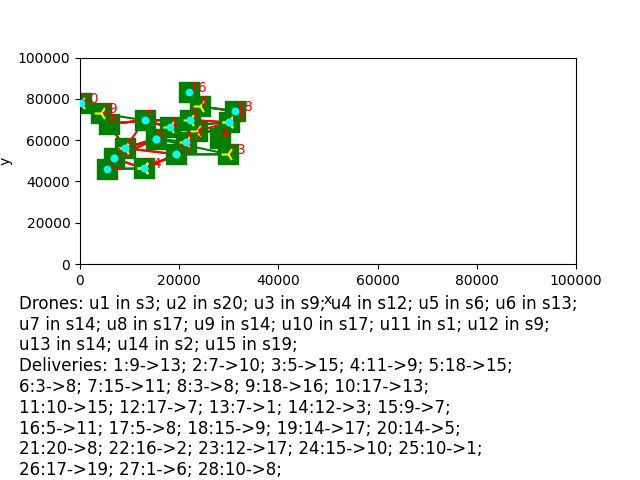 100000
80000
60000
40000
20000
0
y
0 20000 40000 60000 80000 100000
x
Drones: u1 in s3; u2 in s20; u3 in s9; u4 in s12; u5 in s6; u6 in s13;
u7 in s14; u8 in s17; u9 in s14; u10 in s17; u11 in s1; u12 in s9;
u13 in s14; u14 in s2; u15 in s19;
Deliveries: 1:9->13; 2:7->10; 3:5->15; 4:11->9; 5:18->15;
6:3->8; 7:15->11; 8:3->8; 9:18->16; 10:17->13;
11:10->15; 12:17->7; 13:7->1; 14:12->3; 15:9->7;
16:5->11; 17:5->8; 18:15->9; 19:14->17; 20:14->5;
21:20->8; 22:16->2; 23:12->17; 24:15->10; 25:10->1;
26:17->19; 27:1->6; 28:10->8;